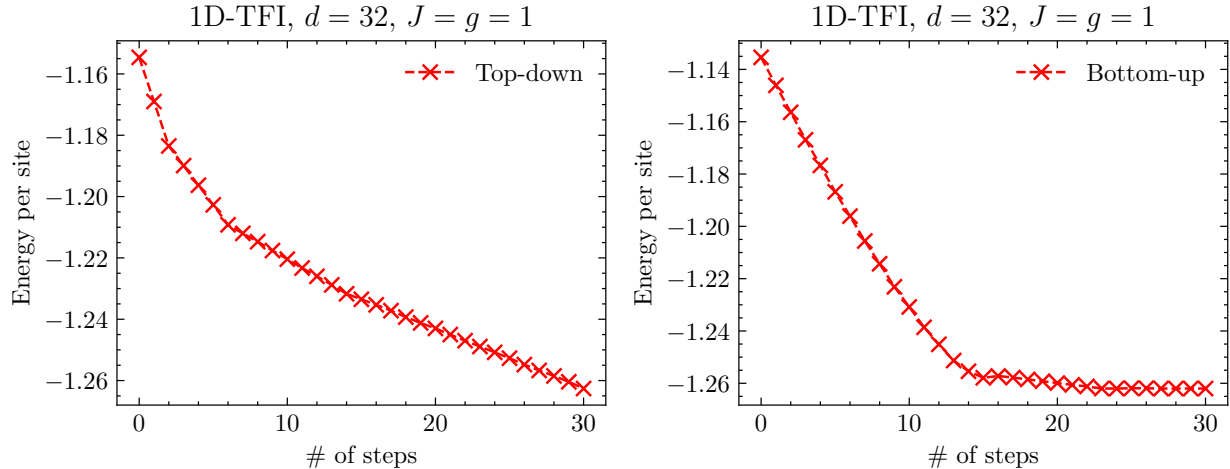 1D-TFI, d = 32, J = g = 1
Top-down
−1.16
−1.18
−1.20
−1.22
−1.24
−1.26
Energy per site
0
10
20
30
# of steps
1D-TFI, d = 32, J = g = 1
Bottom-up
−1.14
−1.16
−1.18
−1.20
−1.22
−1.24
−1.26
Energy per site
0
10
20
30
# of steps